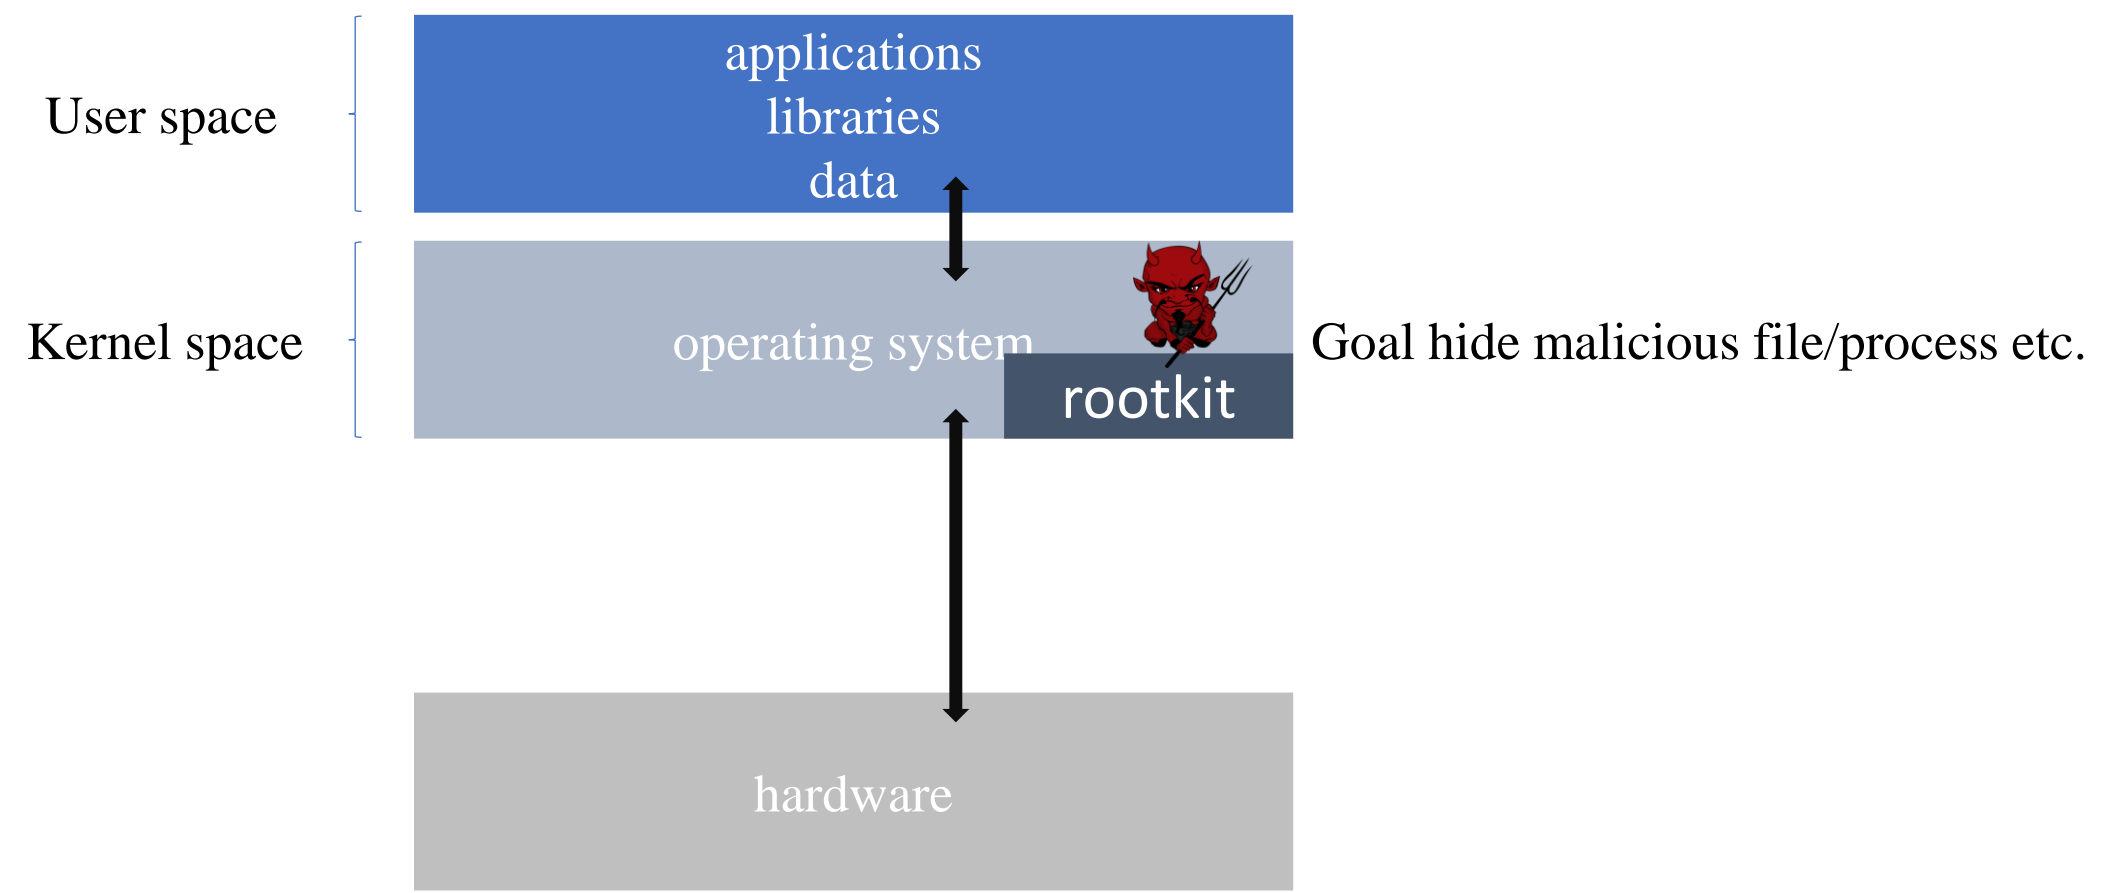 applications
User space
libraries
data
Kernel space
operating system
rootkit
Goal hide malicious file/process etc.
hardware